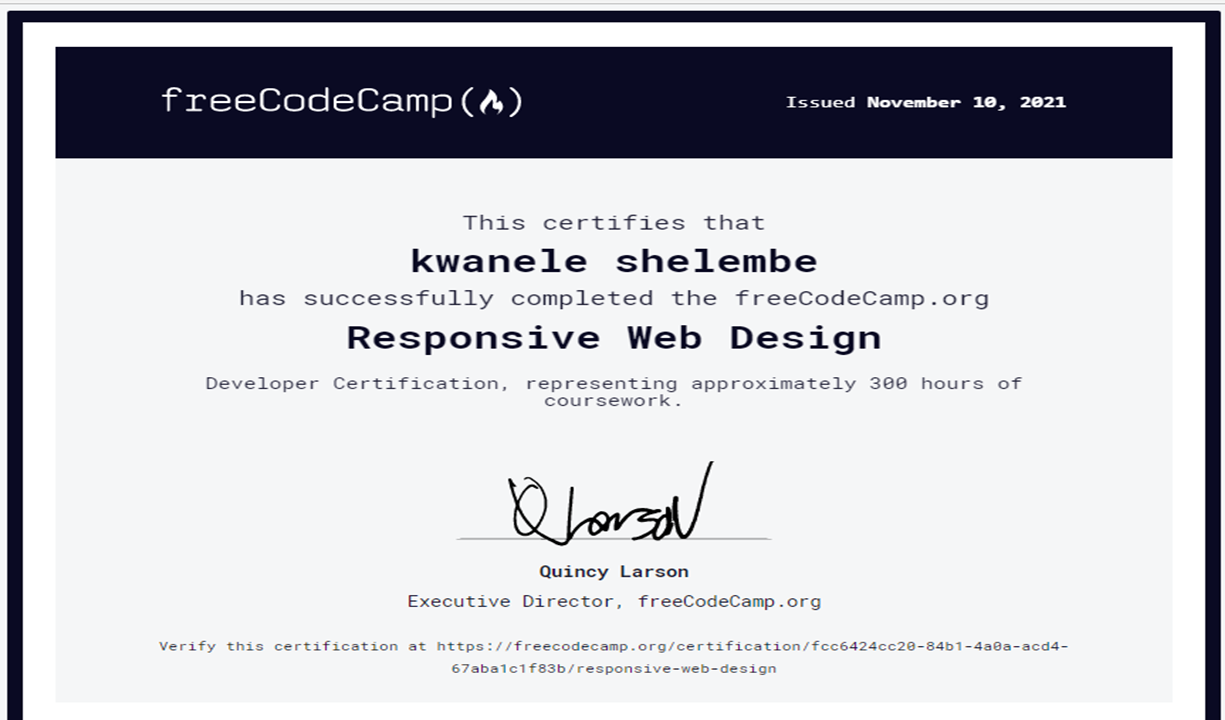 freeCodeCamp(🔥)
Issued November 10, 2021
This certifies that
kwanele shelembe
has successfully completed the freeCodeCamp.org
Responsive Web Design
Developer Certification, representing approximately 300 hours of
coursework.
Q Larson
Quincy Larson
Executive Director, freeCodeCamp.org
Verify this certification at https://freecodecamp.org/certification/fcc6424cc20-84b1-4a0a-acd4-
67aba1c1f83b/responsive-web-design